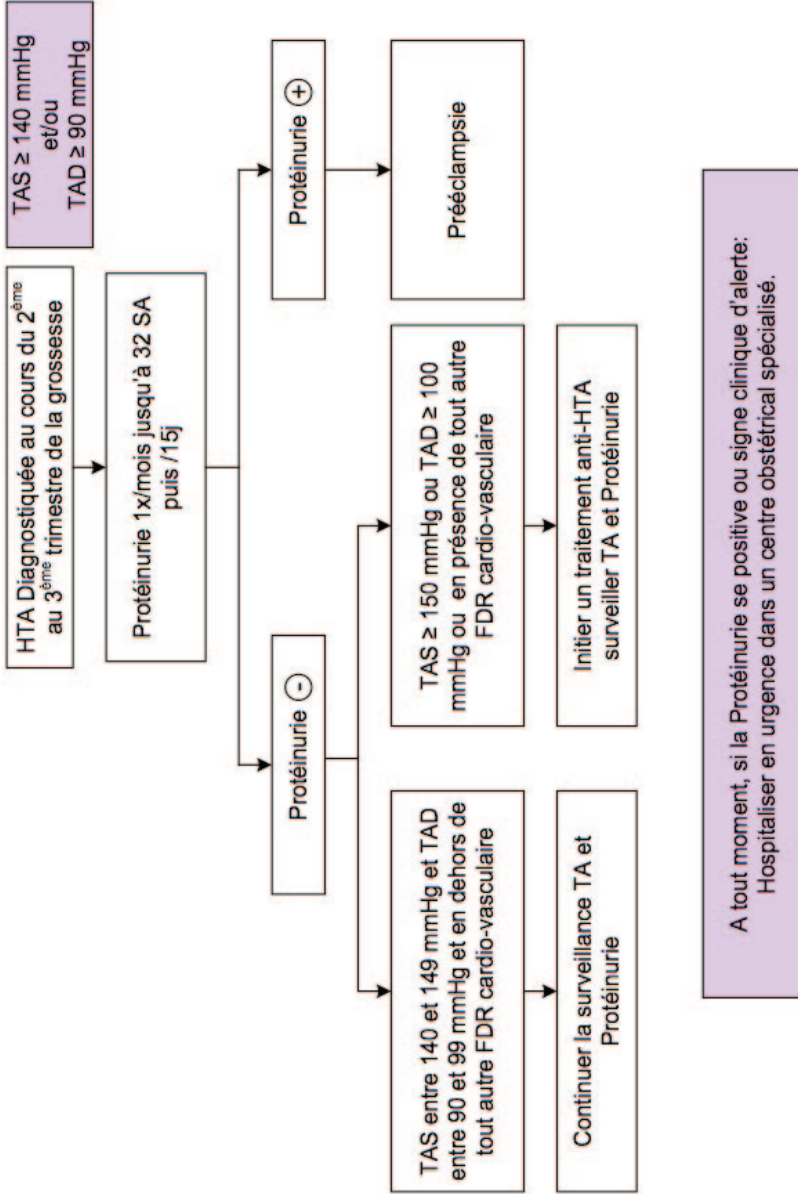 HTA Diagnostiquée au cours du 2ème
au 3ème trimestre de la grossesse
TAS ≥ 140 mmHg
et/ou
TAD ≥ 90 mmHg
Protéinurie 1x/mois jusqu'à 32 SA
puis /15j
Protéinurie -
Protéinurie +
TAS entre 140 et 149 mmHg et TAD
entre 90 et 99 mmHg et en dehors de
tout autre FDR cardio-vasculaire
TAS ≥ 150 mmHg ou TAD ≥ 100
mmHg ou en présence de tout autre
FDR cardio-vasculaire
Prééclampsie
Continuer la surveillance TA et
Protéinurie
Initier un traitement anti-HTA
surveiller TA et Protéinurie
A tout moment, si la Protéinurie se positive ou signe clinique d'alerte:
Hospitaliser en urgence dans un centre obstétrical spécialisé.